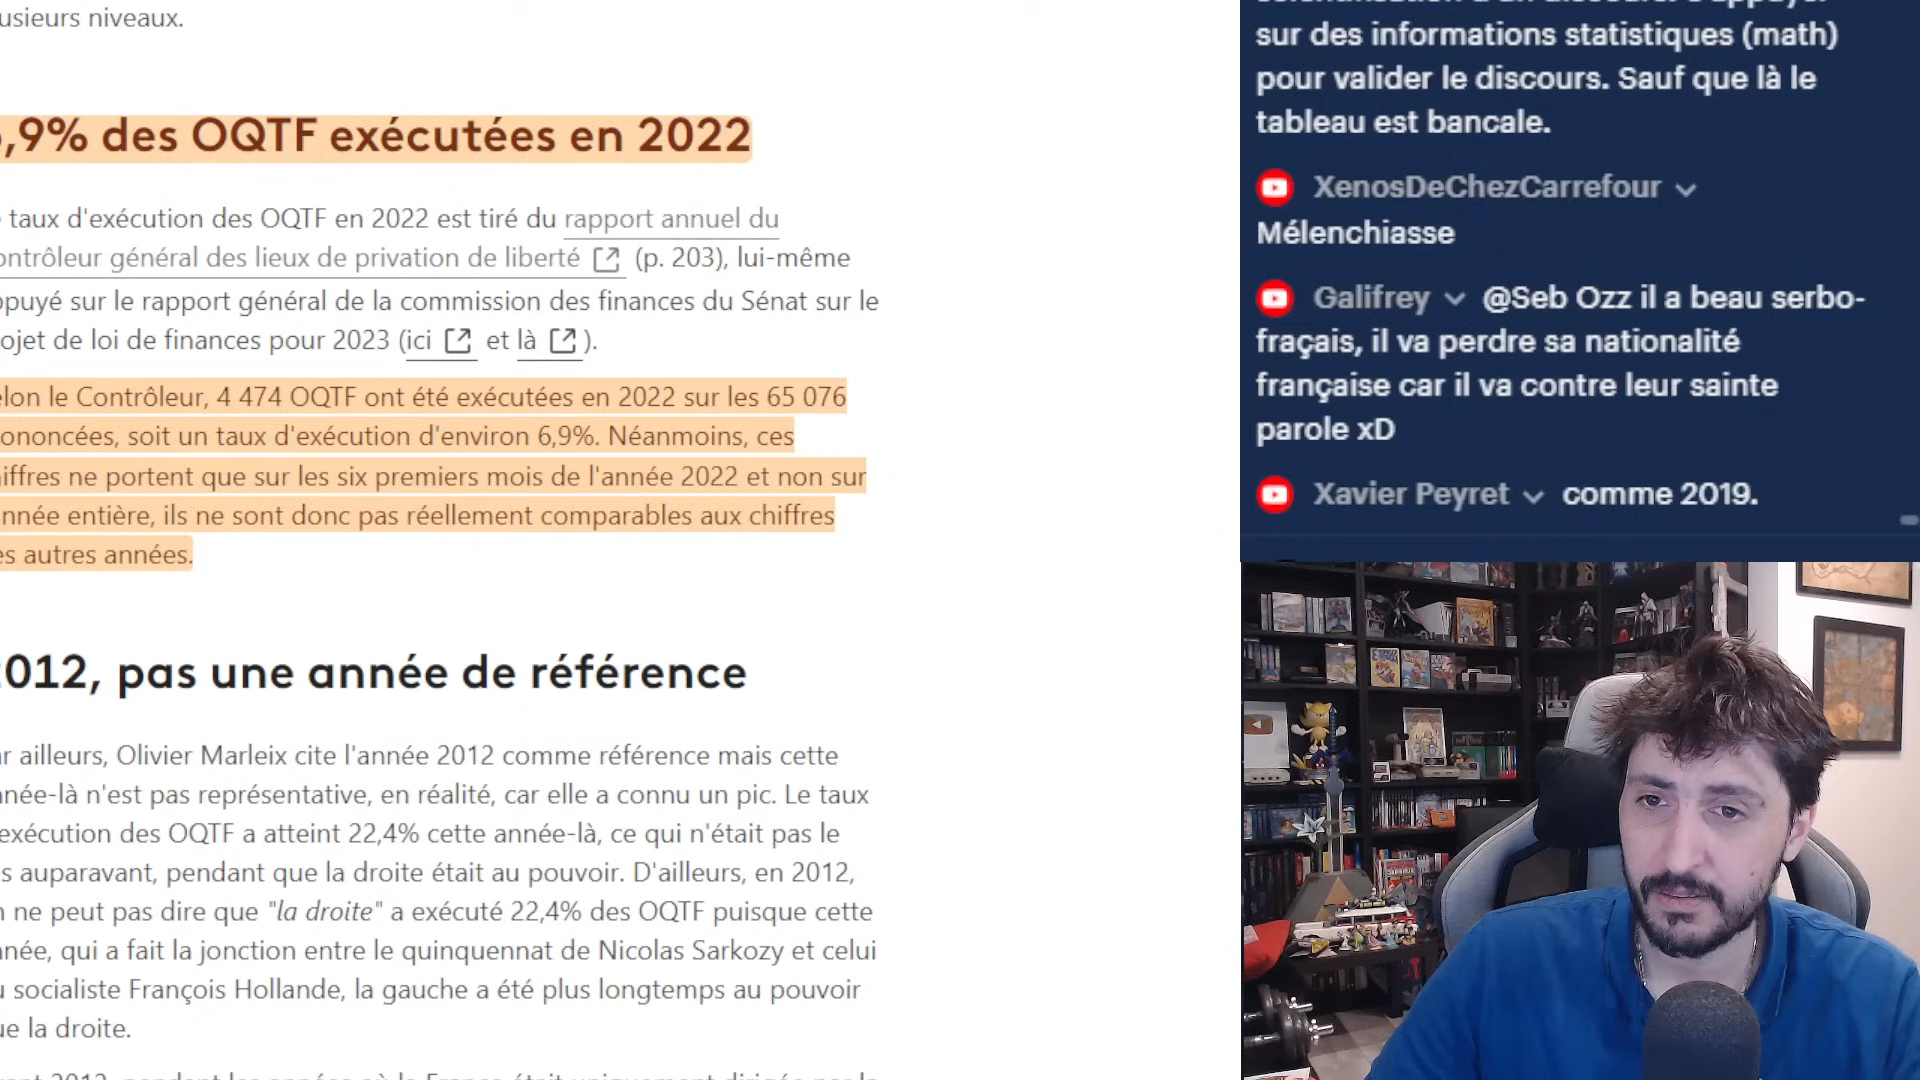 usieurs niveaux.
,9% des OQTF exécutées en 2022
taux d'exécution des OQTF en 2022 est tiré du rapport annuel du
ontrôleur général des lieux de privation de liberté (p. 203), lui-même
ppuyé sur le rapport général de la commission des finances du Sénat sur le
ojet de loi de finances pour 2023 (ici et là ).
elon le Contrôleur, 4 474 OQTF ont été exécutées en 2022 sur les 65 076
ononcées, soit un taux d'exécution d'environ 6,9%. Néanmoins, ces
iffres ne portent que sur les six premiers mois de l'année 2022 et non sur
nnée entière, ils ne sont donc pas réellement comparables aux chiffres
es autres années.
2012, pas une année de référence
r ailleurs, Olivier Marleix cite l'année 2012 comme référence mais cette
nnée-là n'est pas représentative, en réalité, car elle a connu un pic. Le taux
'exécution des OQTF a atteint 22,4% cette année-là, ce qui n'était pas le
s auparavant, pendant que la droite était au pouvoir. D'ailleurs, en 2012,
n ne peut pas dire que "la droite" a exécuté 22,4% des OQTF puisque cette
nnée, qui a fait la jonction entre le quinquennat de Nicolas Sarkozy et celui
u socialiste François Hollande, la gauche a été plus longtemps au pouvoir
ue la droite.
sur des informations statistiques (math)
pour valider le discours. Sauf que là le
tableau est bancale.
XenosDeChezCarrefour
Mélenchiasse
Galifrey @Seb Ozz il a beau serbo-
fraçais, il va perdre sa nationalité
française car il va contre leur sainte
parole xD
Xavier Peyret comme 2019.